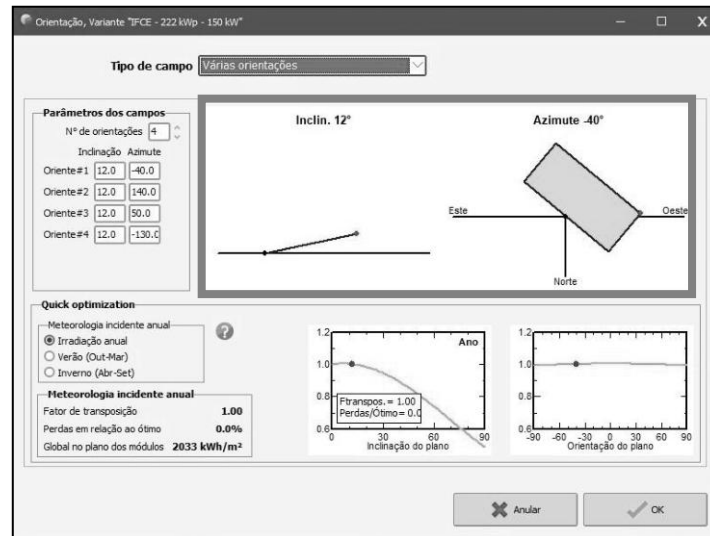 Orientação, Variante "IFCE - 222 kWp - 150 kW"
Tipo de campo Várias orientações
Parâmetros dos campos
Nº de orientações 4
Inclinação Azimute
Oriente#1 12.0 -40.0
Oriente#2 12.0 140.0
Oriente#3 12.0 50.0
Oriente#4 12.0 -130.0
Inclin. 12°
Azimute -40°
Este
Oeste
Norte
Quick optimization
Meteorologia incidente anual
Irradiação anual
Verão (Out-Mar)
Inverno (Abr-Set)
?
Meteorologia incidente anual
Fator de transposição 1.00
Perdas em relação ao ótimo 0.0%
Global no plano dos módulos 2033 kWh/m²
Ano
1.2
1.0
0.8
0.6
Ftranspos. = 1.00
Perdas/Ótimo = 0.0
0 30 60 90
Inclinação do plano
1.2
1.0
0.8
0.6
-90 -60 -30 0 30 60 90
Orientação do plano
Anular
OK